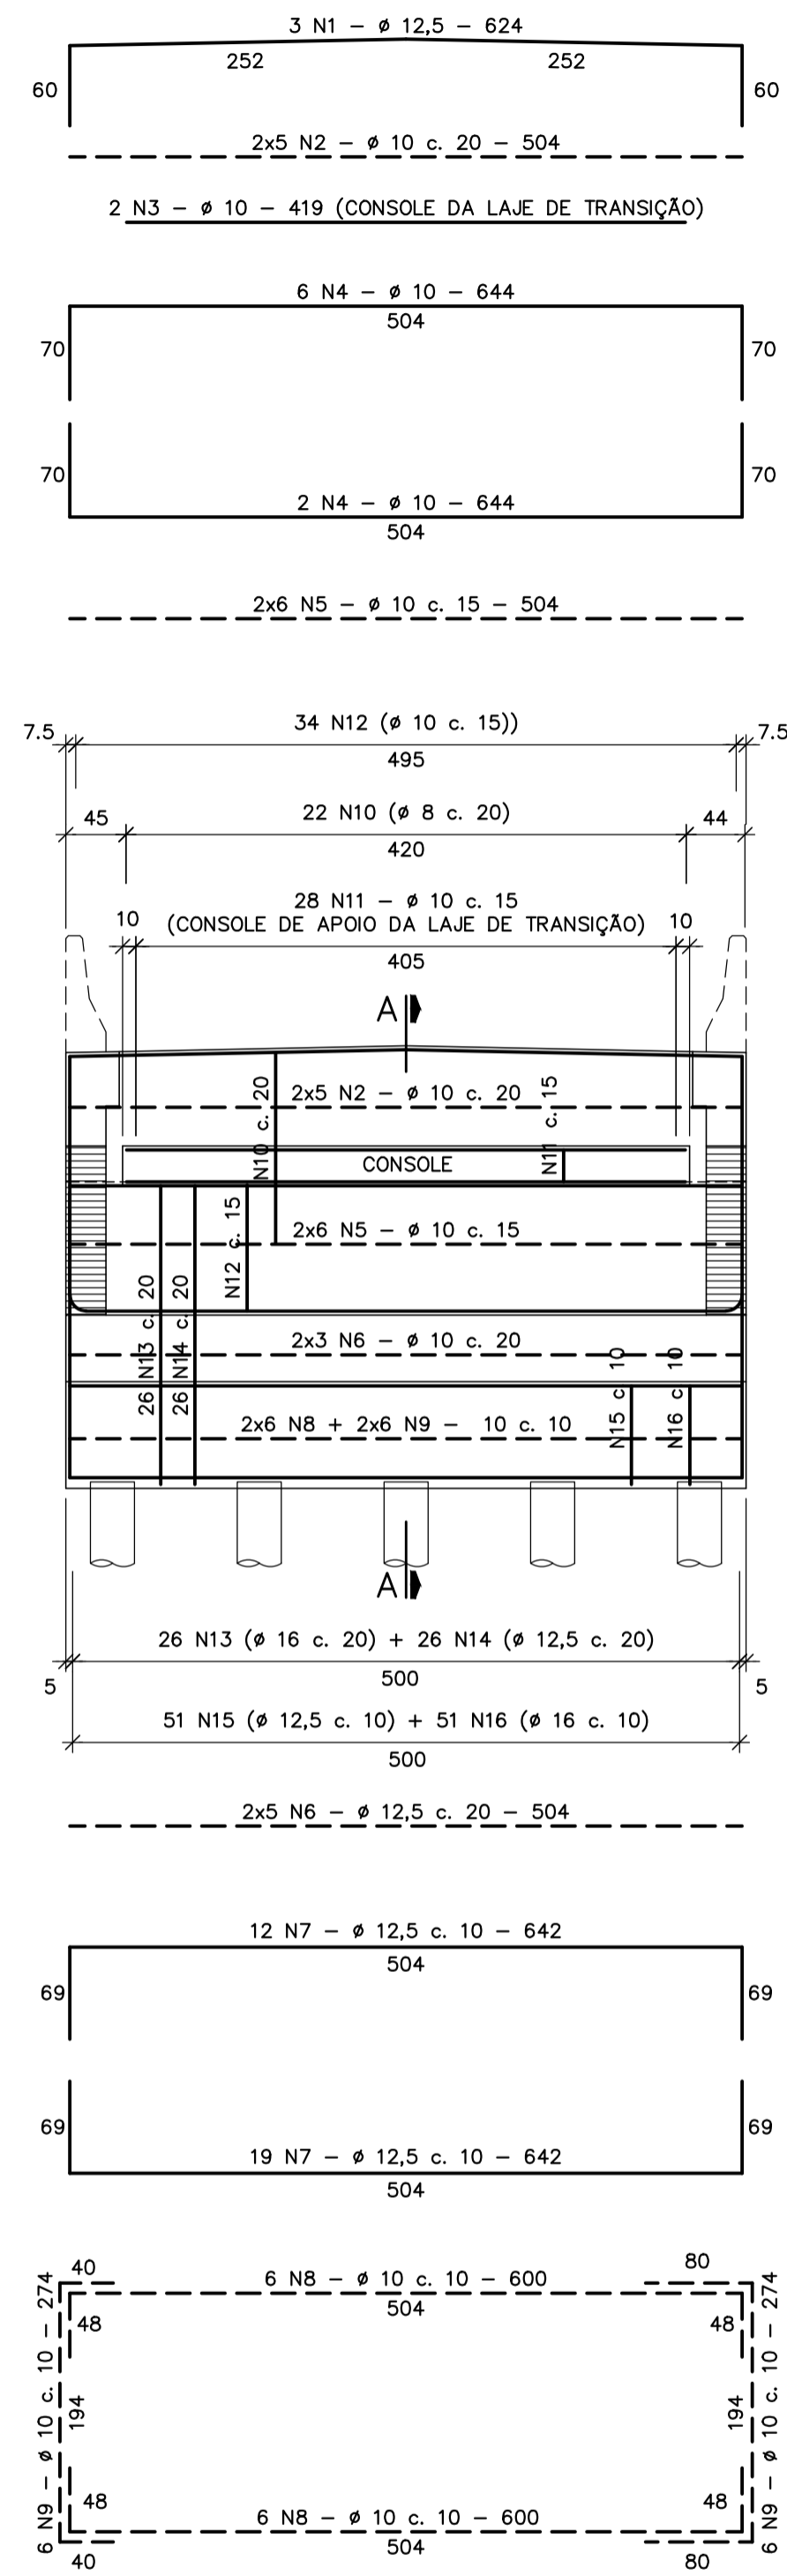 3 N1 – ø 12,5 – 624
252 252
60 60
2x5 N2 – ø 10 c. 20 – 504
2 N3 – ø 10 – 419 (CONSOLE DA LAJE DE TRANSIÇÃO)
6 N4 – ø 10 – 644
504
70 70
70 70
2 N4 – ø 10 – 644
504
2x6 N5 – ø 10 c. 15 – 504
34 N12 (ø 10 c. 15))
7.5 7.5
495
22 N10 (ø 8 c. 20)
45 44
420
28 N11 – ø 10 c. 15
10 (CONSOLE DE APOIO DA LAJE DE TRANSIÇÃO) 10
405
A
N10 c. 20
2x5 N2 – ø 10 c. 20
N11 c. 15
CONSOLE
N12 c. 15
2x6 N5 – ø 10 c. 15
26 N13 c. 20
26 N14 c. 20
2x3 N6 – ø 10 c. 20
N15 c 10
N16 c 10
2x6 N8 + 2x6 N9 – 10 c. 10
A
26 N13 (ø 16 c. 20) + 26 N14 (ø 12,5 c. 20)
5 500 5
51 N15 (ø 12,5 c. 10) + 51 N16 (ø 16 c. 10)
500
2x5 N6 – ø 12,5 c. 20 – 504
12 N7 – ø 12,5 c. 10 – 642
504
69 69
69 69
19 N7 – ø 12,5 c. 10 – 642
504
40 80
6 N8 – ø 10 c. 10 – 600
504
48 48
6 N9 – ø 10 c. 10 – 274
194 194
6 N9 – ø 10 c. 10 – 274
48 48
6 N8 – ø 10 c. 10 – 600
504
40 80